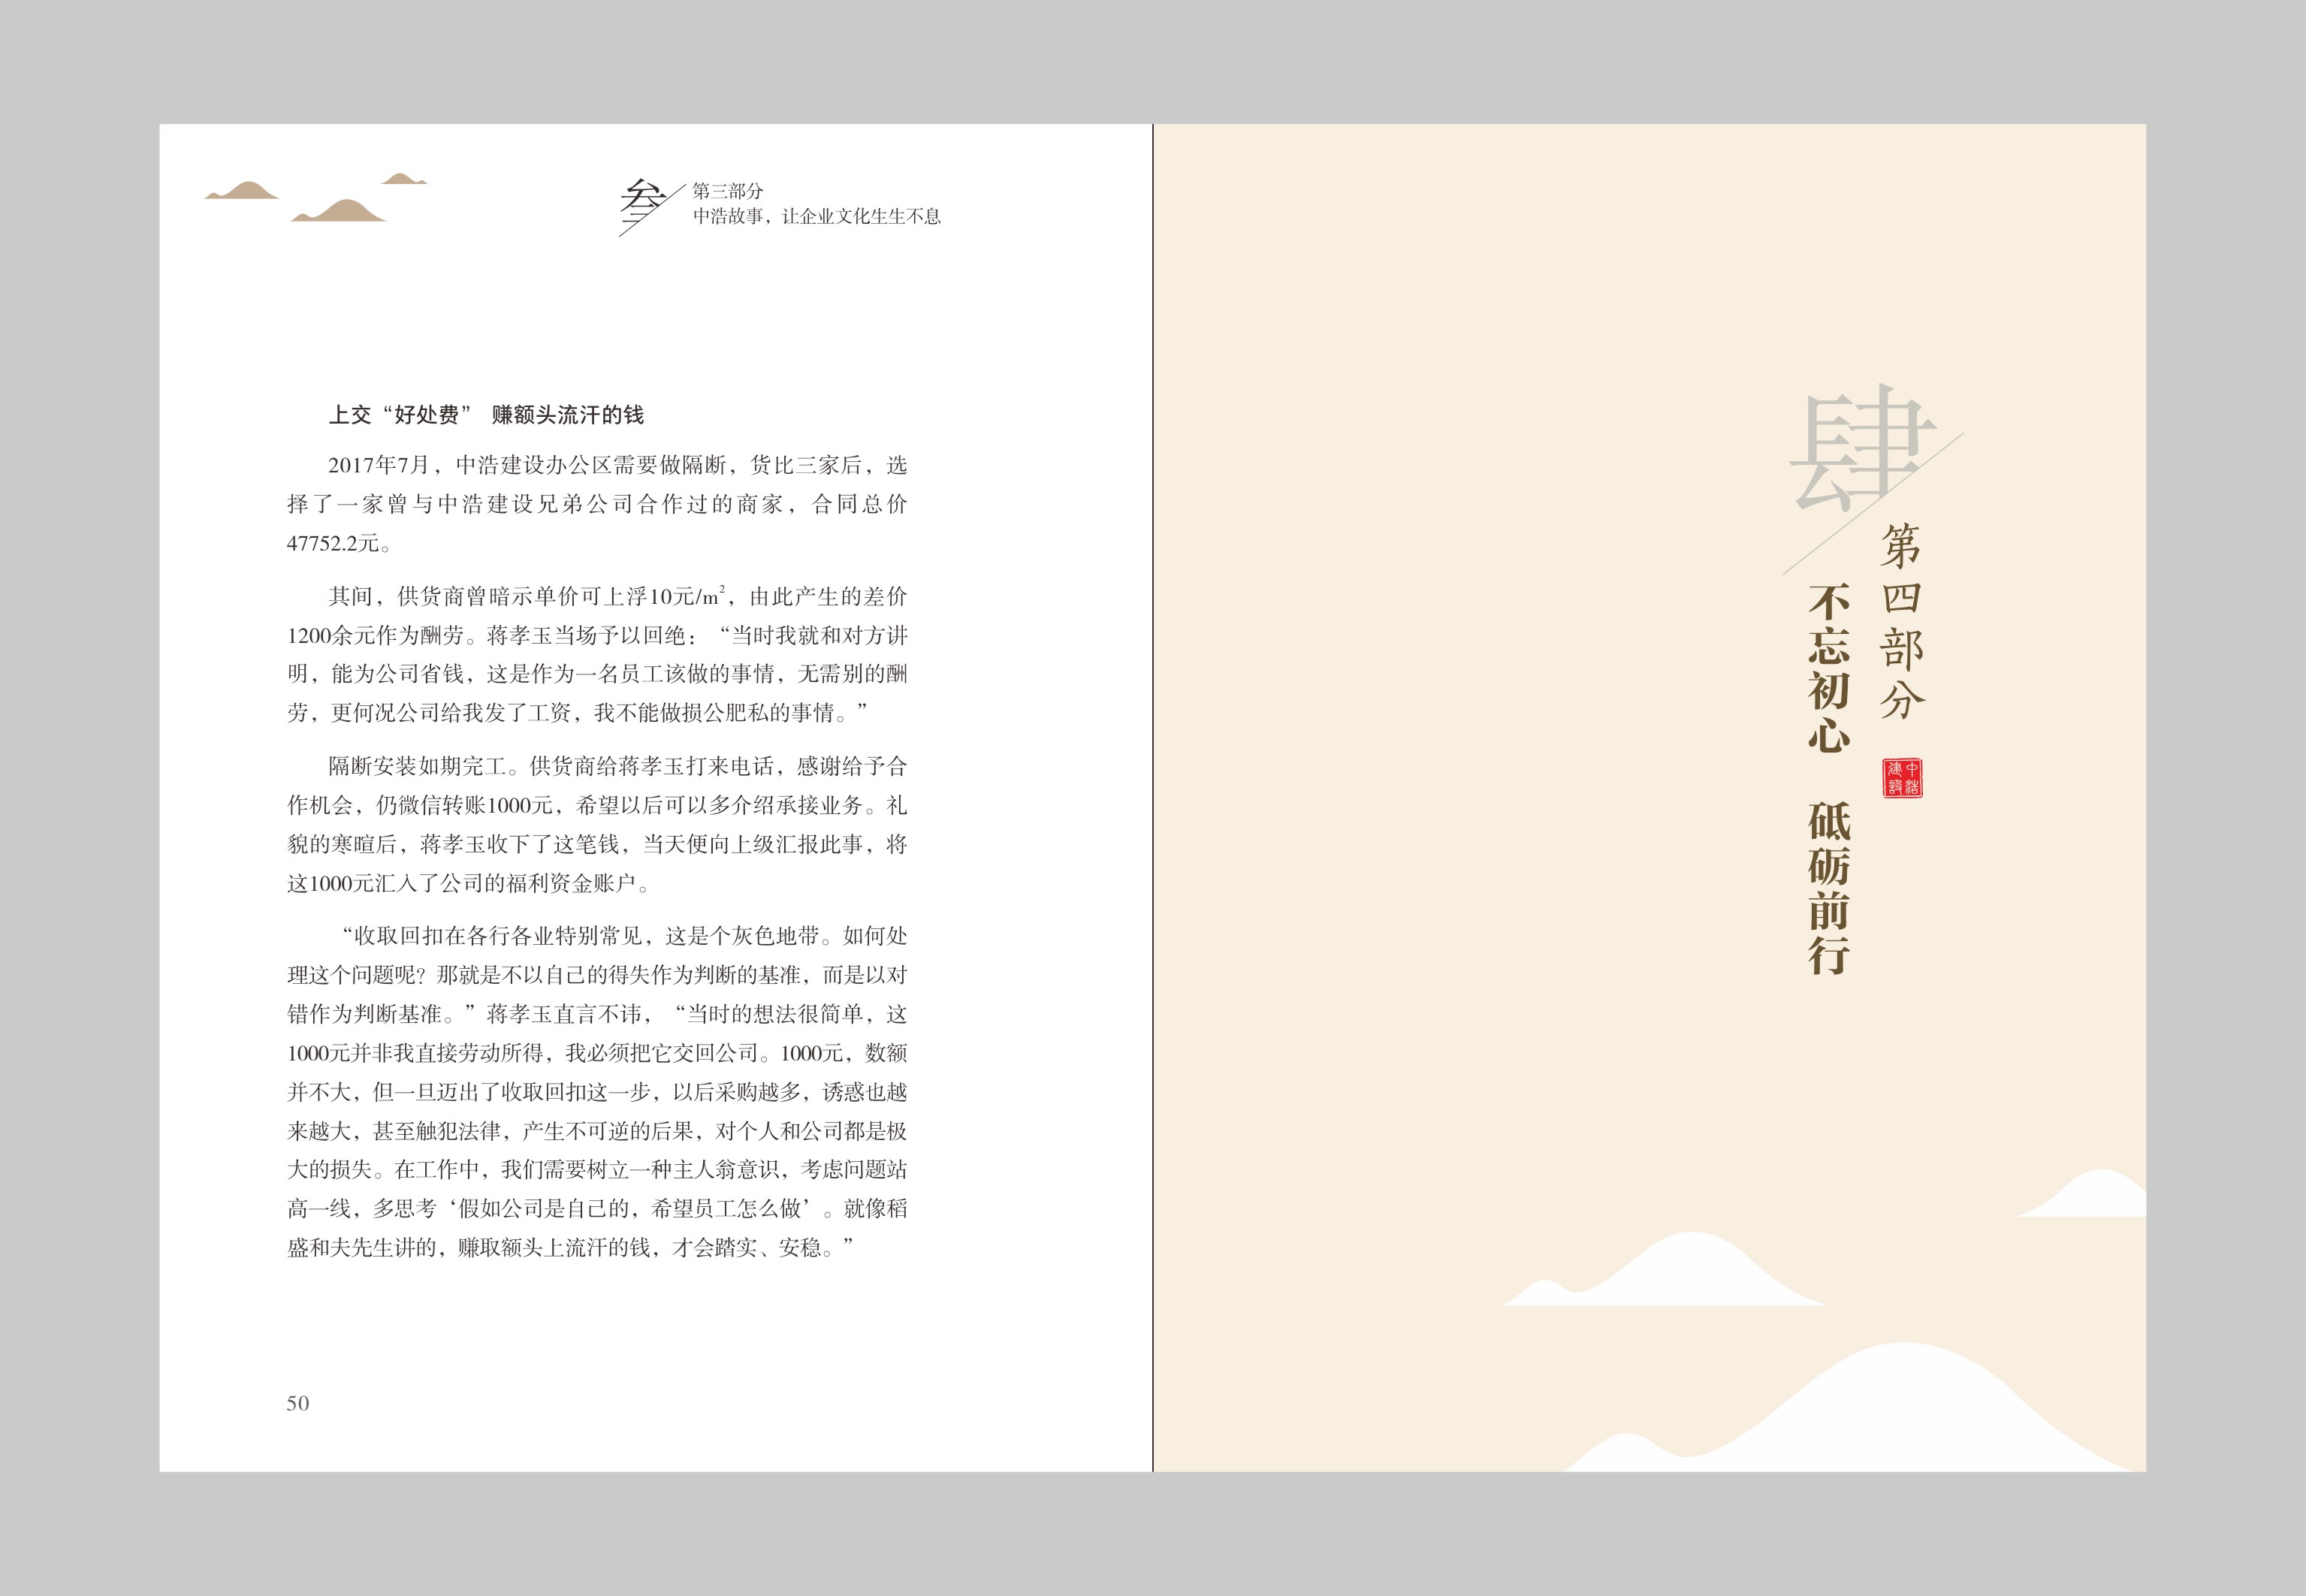 叁
第三部分
中浩故事，让企业文化生生不息
上交“好处费” 赚额头流汗的钱
2017年7月，中浩建设办公区需要做隔断，货比三家后，选
择了一家曾与中浩建设兄弟公司合作过的商家，合同总价
47752.2元。
其间，供货商曾暗示单价可上浮10元/m²，由此产生的差价
1200余元作为酬劳。蒋孝玉当场予以回绝：“当时我就和对方讲
明，能为公司省钱，这是作为一名员工该做的事情，无需别的酬
劳，更何况公司给我发了工资，我不能做损公肥私的事情。”
隔断安装如期完工。供货商给蒋孝玉打来电话，感谢给予合
作机会，仍微信转账1000元，希望以后可以多介绍承接业务。礼
貌的寒暄后，蒋孝玉收下了这笔钱，当天便向上级汇报此事，将
这1000元汇入了公司的福利资金账户。
“收取回扣在各行各业特别常见，这是个灰色地带。如何处
理这个问题呢？那就是不以自己的得失作为判断的基准，而是以对
错作为判断基准。”蒋孝玉直言不讳，“当时的想法很简单，这
1000元并非我直接劳动所得，我必须把它交回公司。1000元，数额
并不大，但一旦迈出了收取回扣这一步，以后采购越多，诱惑也越
来越大，甚至触犯法律，产生不可逆的后果，对个人和公司都是极
大的损失。在工作中，我们需要树立一种主人翁意识，考虑问题站
高一线，多思考‘假如公司是自己的，希望员工怎么做’。就像稻
盛和夫先生讲的，赚取额头上流汗的钱，才会踏实、安稳。”
50
肆
第四部分
中浩建設
不忘初心 砥砺前行